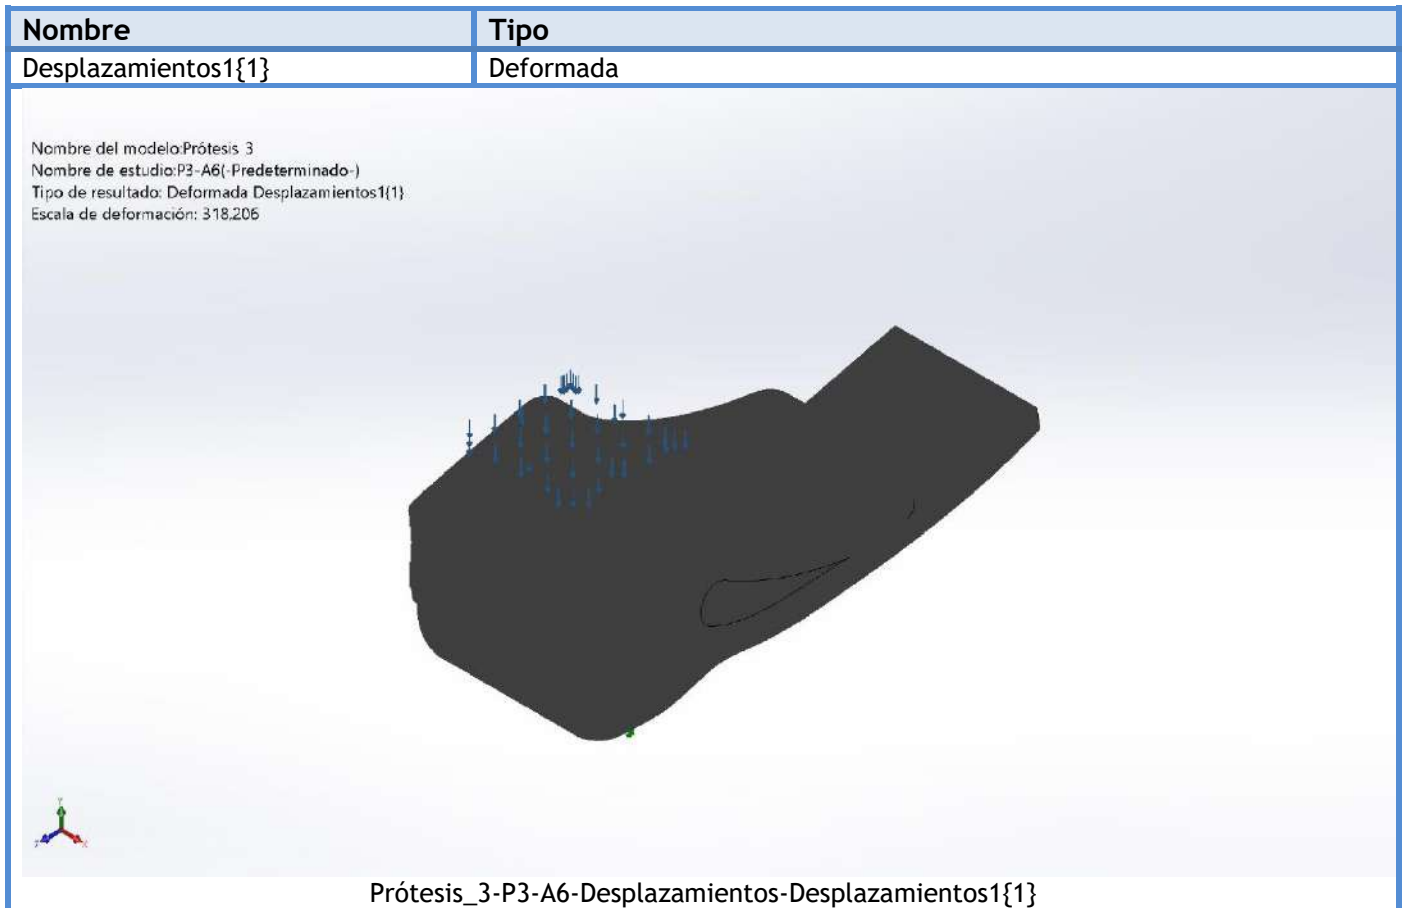 Nombre Tipo
Desplazamientos1{1} Deformada
Nombre del modelo:Prótesis 3
Nombre de estudio:P3-A6(-Predeterminado-)
Tipo de resultado: Deformada Desplazamientos1{1}
Escala de deformación: 318,206
Y
Z X
Prótesis_3-P3-A6-Desplazamientos-Desplazamientos1{1}